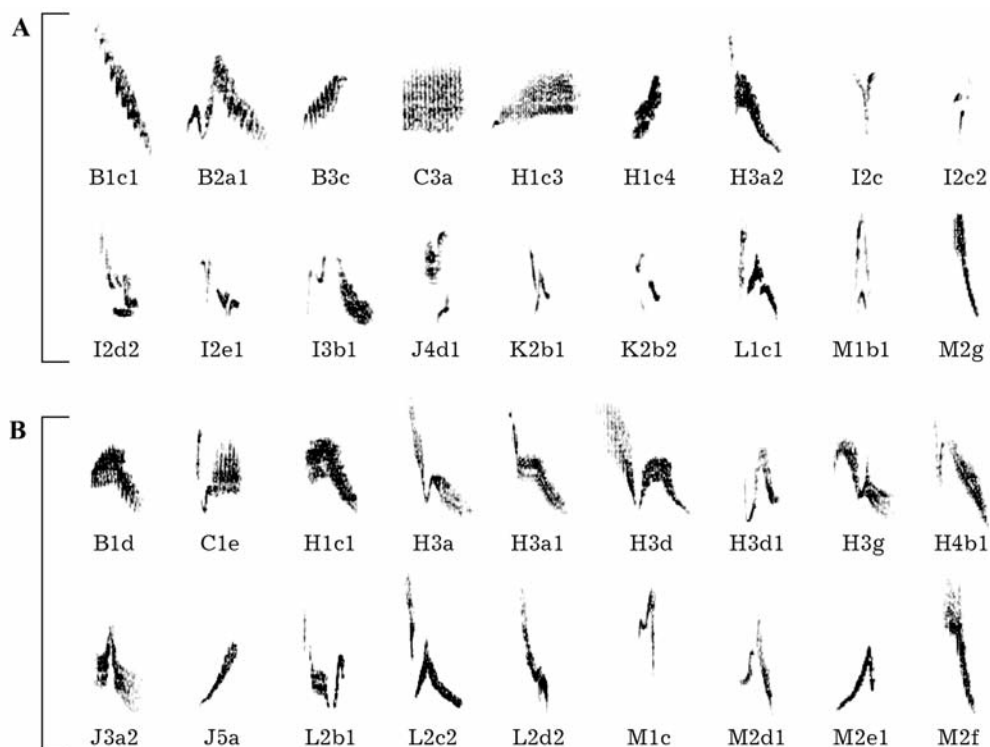 A
B1c1 B2a1 B3c C3a H1c3 H1c4 H3a2 I2c I2c2
I2d2 I2e1 I3b1 J4d1 K2b1 K2b2 L1c1 M1b1 M2g
B
B1d C1e H1c1 H3a H3a1 H3d H3d1 H3g H4b1
J3a2 J5a L2b1 L2c2 L2d2 M1c M2d1 M2e1 M2f